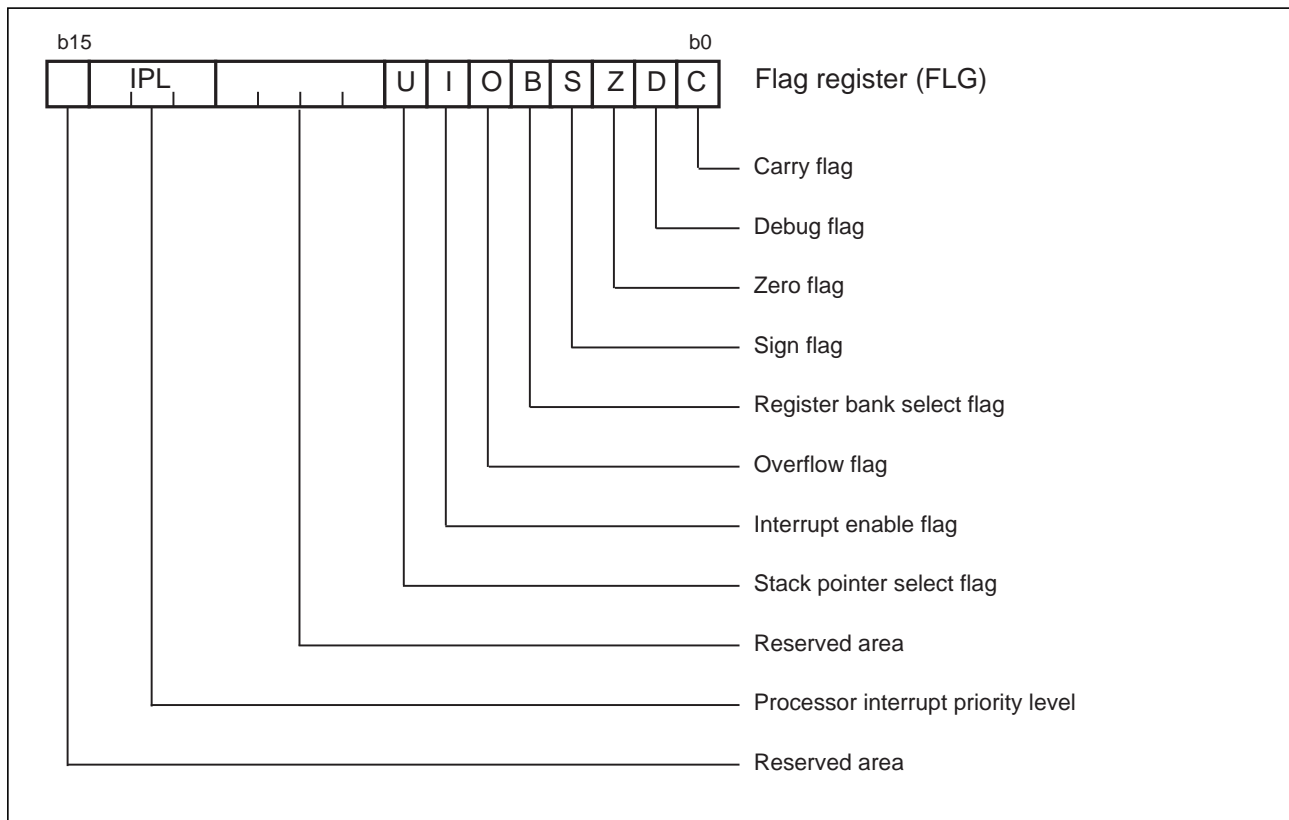 b15 b0
IPL U I O B S Z D C Flag register (FLG)
Carry flag
Debug flag
Zero flag
Sign flag
Register bank select flag
Overflow flag
Interrupt enable flag
Stack pointer select flag
Reserved area
Processor interrupt priority level
Reserved area